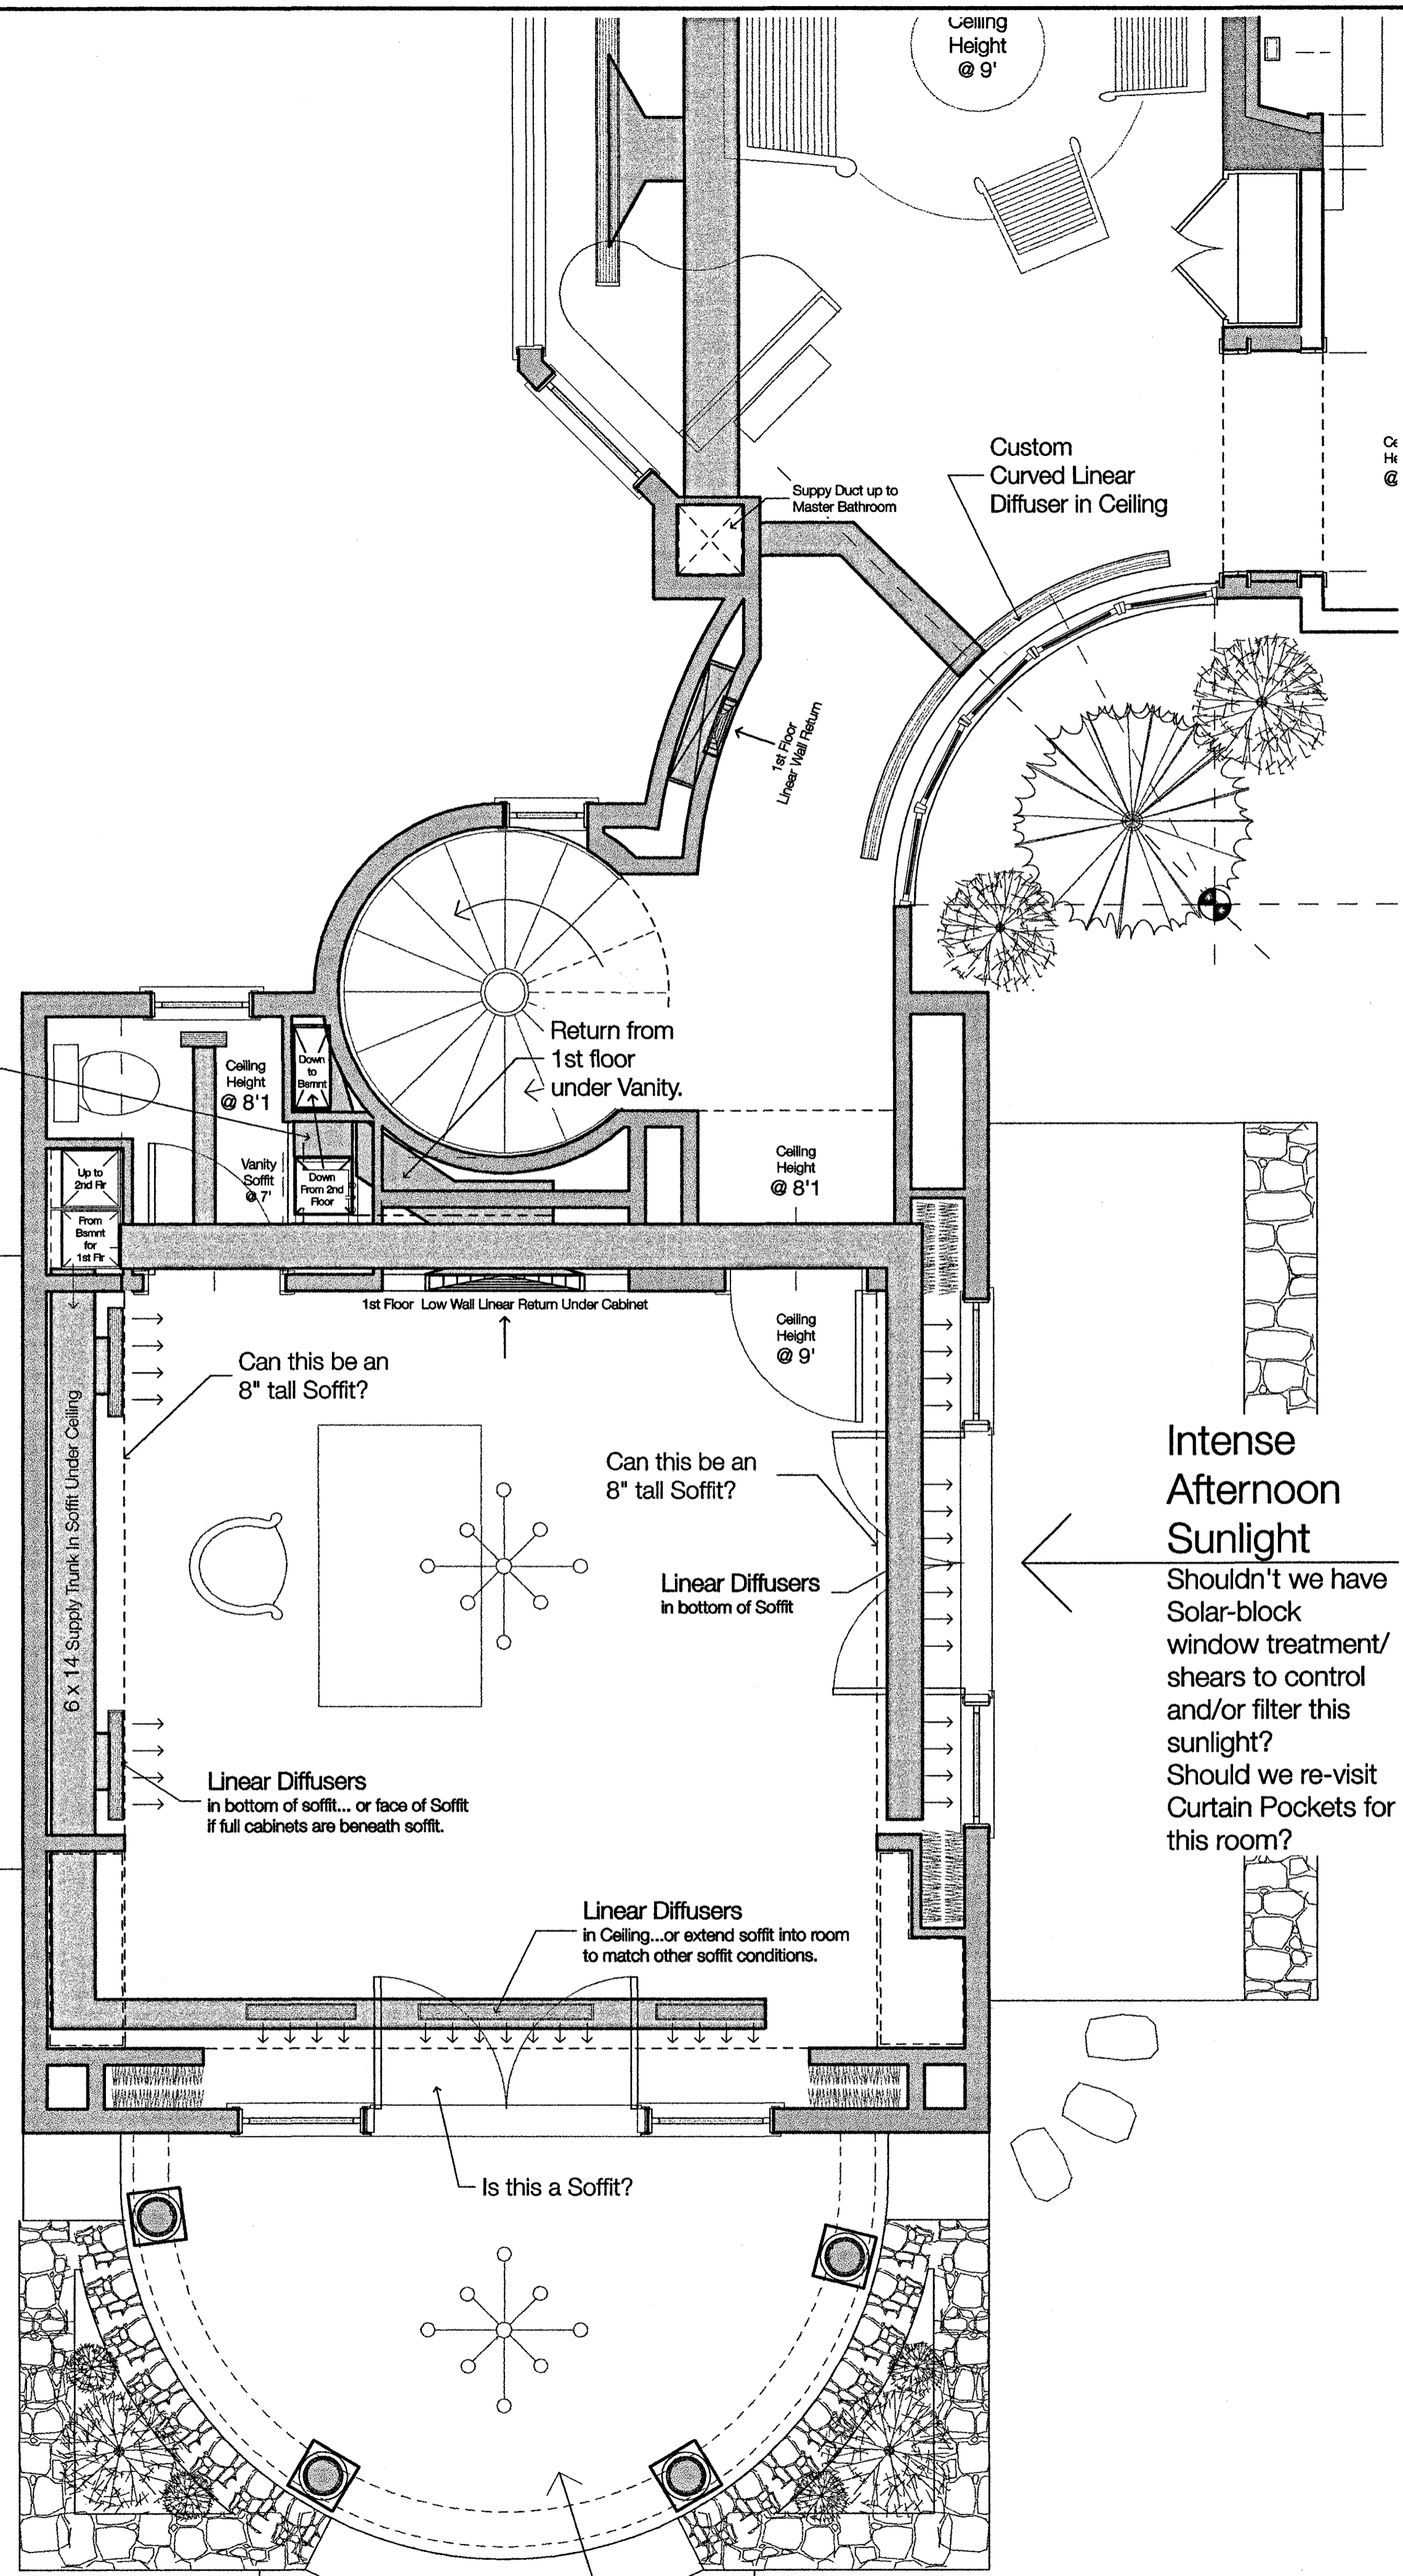 Ceiling
Height
@ 9'
Custom
Curved Linear
Diffuser in Ceiling
Suppy Duct up to
Master Bathroom
Ce
He
@
1st Floor
Linear Wall Return
Return from
1st floor
under Vanity.
Ceiling
Height
@ 8'1
Down
to
Bsmnt
Vanity
Soffit
@ 7'
Down
From 2nd
Floor
Up to
2nd Flr
From
Bsmnt
for
1st Flr
Ceiling
Height
@ 8'1
1st Floor Low Wall Linear Return Under Cabinet
Ceiling
Height
@ 9'
Can this be an
8" tall Soffit?
6 x 14 Supply Trunk In Soffit Under Ceiling
Can this be an
8" tall Soffit?
Linear Diffusers
in bottom of Soffit
Intense
Afternoon
Sunlight
Shouldn't we have
Solar-block
window treatment/
shears to control
and/or filter this
sunlight?
Should we re-visit
Curtain Pockets for
this room?
Linear Diffusers
in bottom of soffit... or face of Soffit
if full cabinets are beneath soffit.
Linear Diffusers
in Ceiling...or extend soffit into room
to match other soffit conditions.
Is this a Soffit?